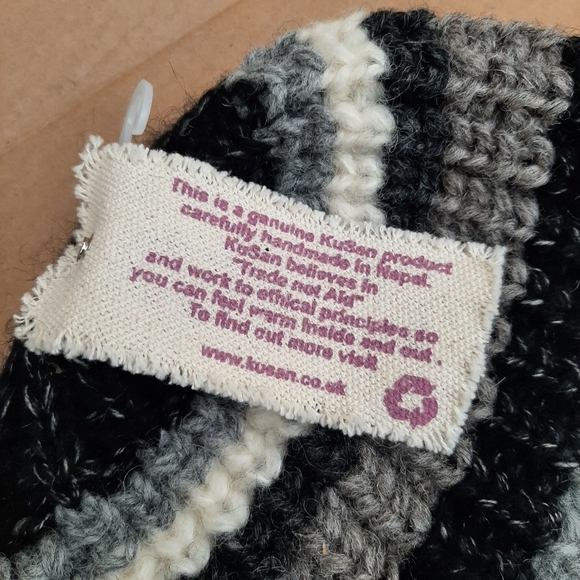 This is a genuine KuSan product
carefully handmade in Nepal.
KuSan believes in
"Trade not Aid"
and work to ethical principles so
you can feel warm inside and out .
To find out more visit
www.kusan.co.uk